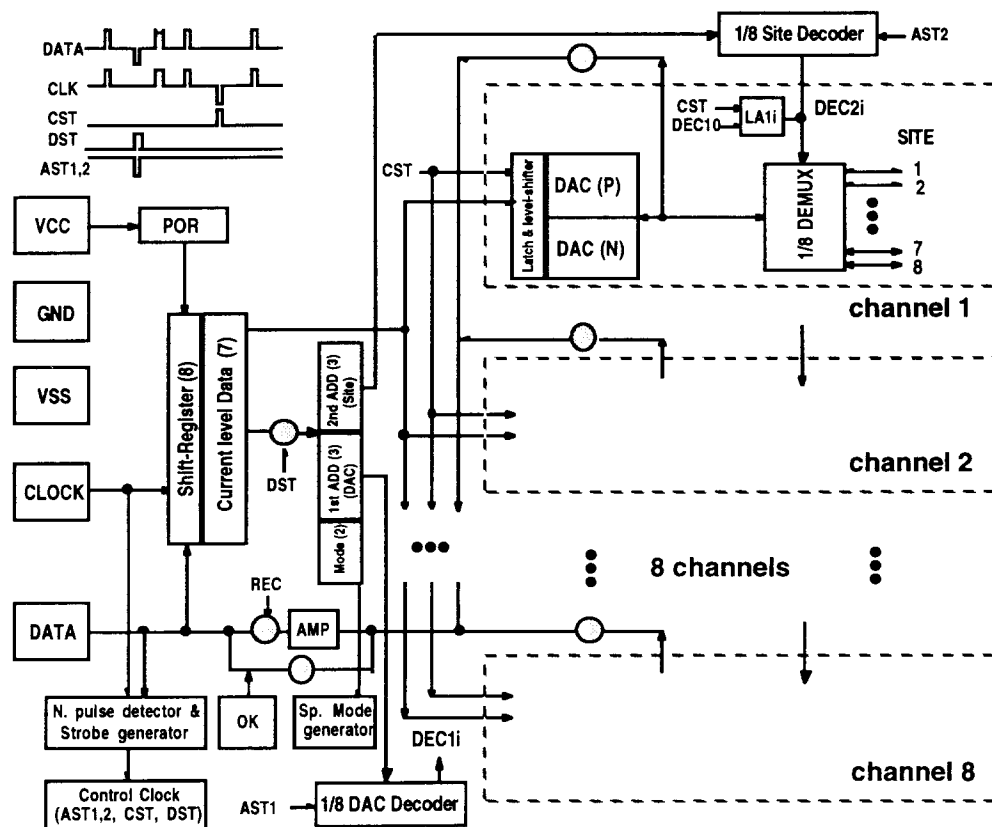 DATA
CLK
CST
DST
AST1,2
1/8 Site Decoder
AST2
CST
DEC10
LA1i
DEC2i
SITE
1
2
7
8
CST
Latch & level-shifter
DAC (P)
DAC (N)
1/8 DEMUX
channel 1
VCC
POR
GND
VSS
CLOCK
DATA
Shift-Register (8)
Current level Data (7)
DST
2nd ADD (3)
(Site)
1st ADD (3)
(DAC)
Mode (2)
channel 2
8 channels
REC
AMP
OK
N. pulse detector &
Strobe generator
Sp. Mode
generator
DEC1i
Control Clock
(AST1,2, CST, DST)
AST1
1/8 DAC Decoder
channel 8